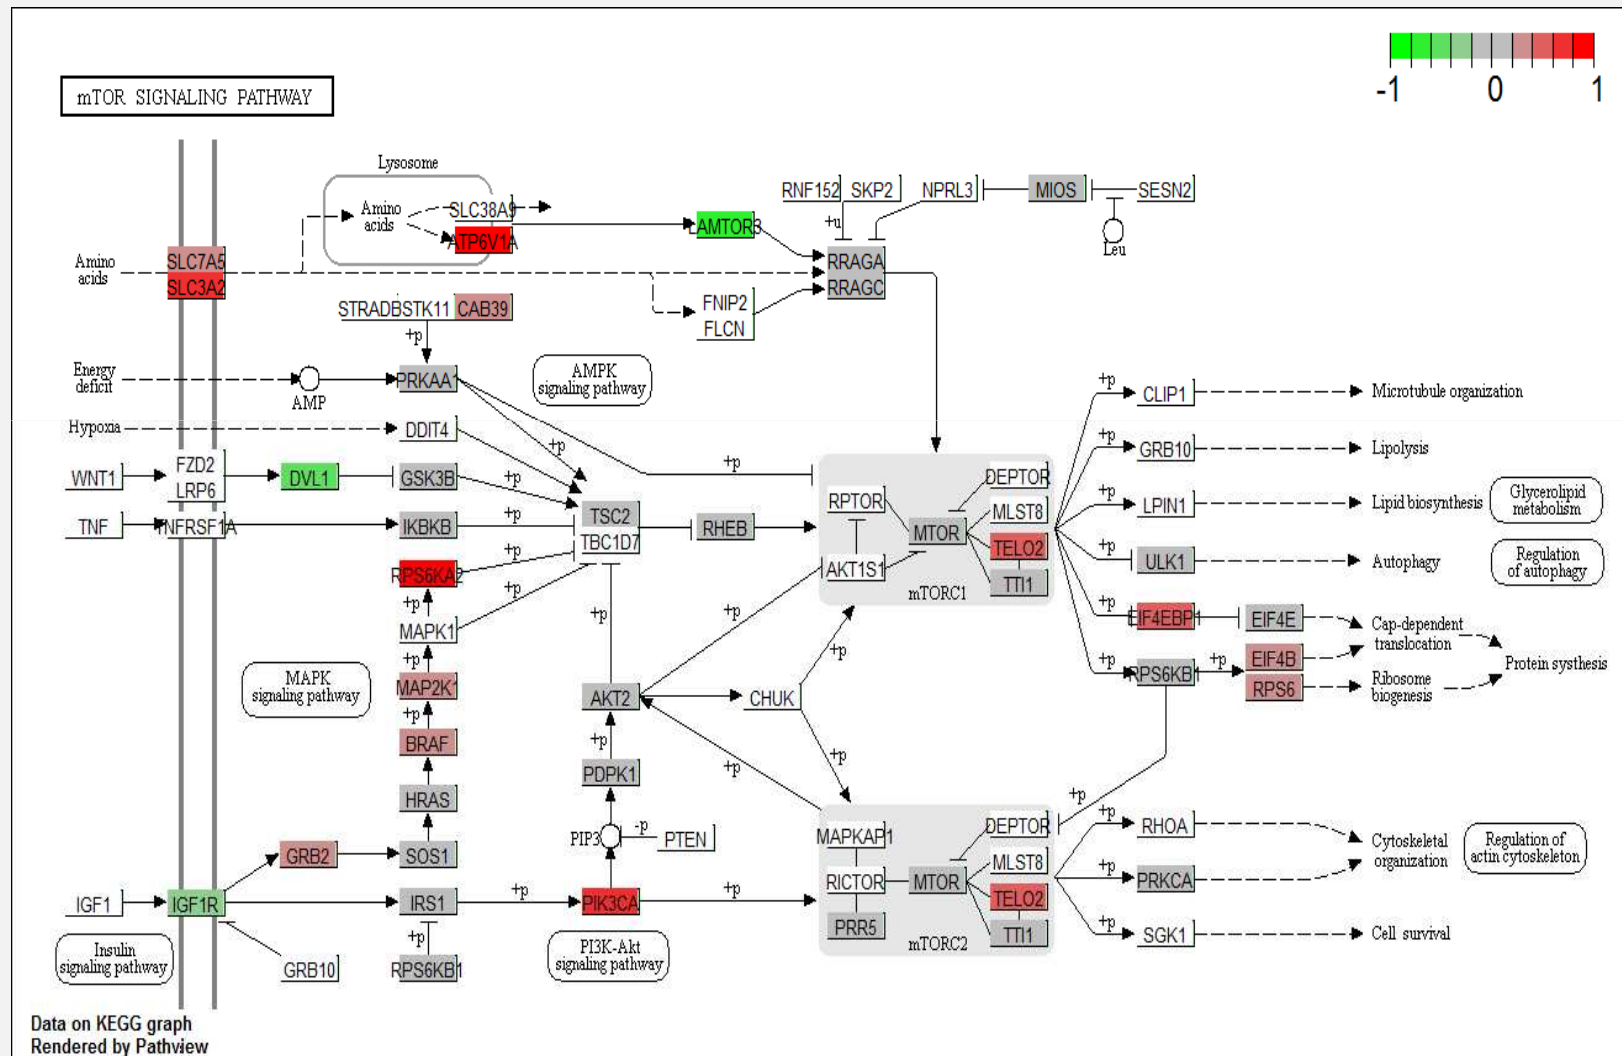 -1 0 1
mTOR SIGNALING PATHWAY
Lysosome
Amino
acids
SLC38A9
ATP6V1A
LAMTOR3
RNF152 SKP2
NPRL3
MIOS
SESN2
+u
Leu
SLC7A5
SLC3A2
Amino
acids
RRAGA
RRAGC
STRADB STK11 CAB39
FNIP2
FLCN
+p
Energy
deficit
AMP
PRKAA1
AMPK
signaling pathway
Hypoxia
DDIT4
+p
+p
WNT1
FZD2
LRP6
DVL1
GSK3B
+p
TNF
TNFRSF1A
IKBKB
+p
TSC2
TBC1D7
RHEB
RPTOR
DEPTOR
MLST8
MTOR
TELO2
AKT1S1
TTI1
mTORC1
+p
CLIP1
Microtubule organization
+p
GRB10
Lipolysis
+p
LPIN1
Lipid biosynthesis
Glycerolipid
metabolism
+p
ULK1
Autophagy
Regulation
of autophagy
+p
EIF4EBP1
EIF4E
Cap-dependent
translocation
+p
RPS6KB
+p
EIF4B
RPS6
Ribosome
biogenesis
Protein systhesis
RPS6KA2
+p
+p
+p
MAPK1
+p
+p
+p
MAPK
signaling pathway
MAP2K1
+p
BRAF
HRAS
AKT2
CHUK
+p
+p
+p
PDPK1
+p
PIP3
-p
PTEN
GRB2
SOS1
IGF1
IGF1R
IRS1
+p
PIK3CA
+p
MAPKAP1
DEPTOR
MLST8
RICTOR
MTOR
TELO2
PRR5
TTI1
mTORC2
+p
+p
RHOA
+p
PRKCA
Cytoskeletal
organization
Regulation of
actin cytoskeleton
+p
SGK1
Cell survival
Insulin
signaling pathway
GRB10
+p
RPS6KB1
PI3K-Akt
signaling pathway
Data on KEGG graph
Rendered by Pathview